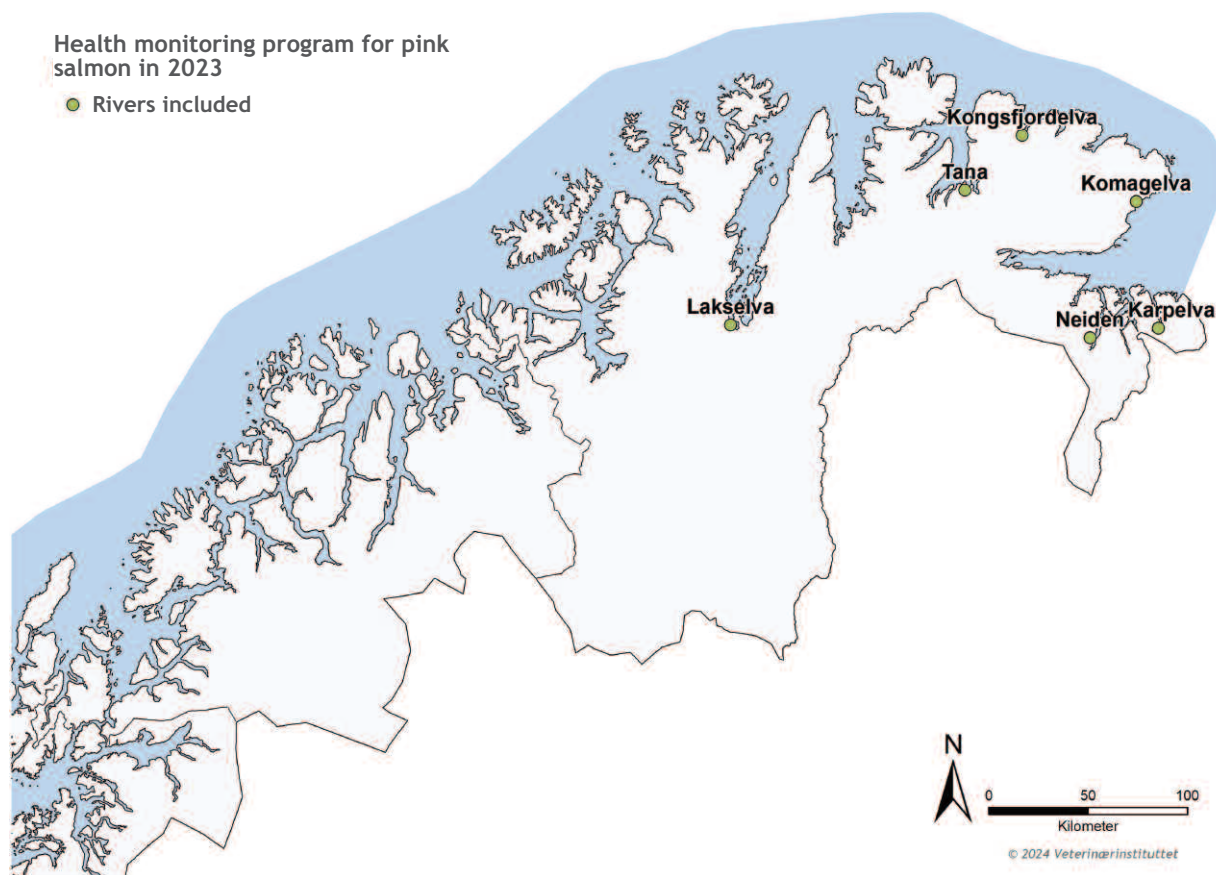 Health monitoring program for pink
salmon in 2023
Rivers included
Kongsfjordelva
Tana
Komagelva
Lakselva
Neiden
Karpelva
N
0 50 100
Kilometer
© 2024 Veterinærinstituttet